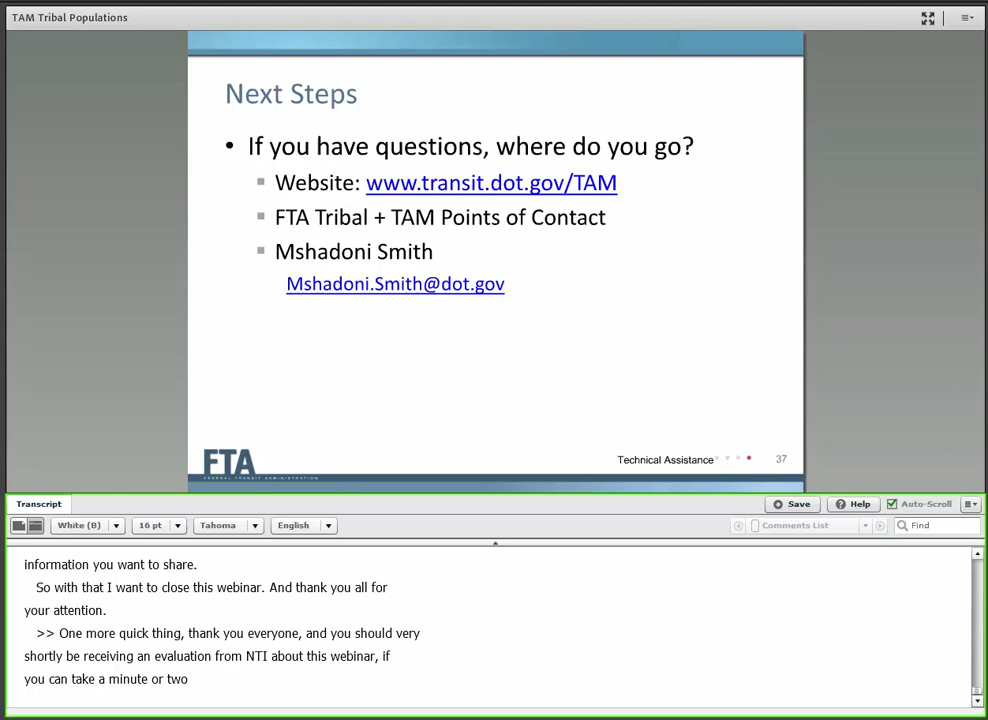 TAM Tribal Populations
Next Steps
• If you have questions, where do you go?
Website: www.transit.dot.gov/TAM
FTA Tribal + TAM Points of Contact
Mshadoni Smith
Mshadoni.Smith@dot.gov
FTA
FEDERAL TRANSIT ADMINISTRATION
Technical Assistance
37
Transcript
Save
Help
Auto-Scroll
White (B)
16 pt
Tahoma
English
Comments List
Find
information you want to share.
So with that I want to close this webinar. And thank you all for
your attention.
>> One more quick thing, thank you everyone, and you should very
shortly be receiving an evaluation from NTI about this webinar, if
you can take a minute or two